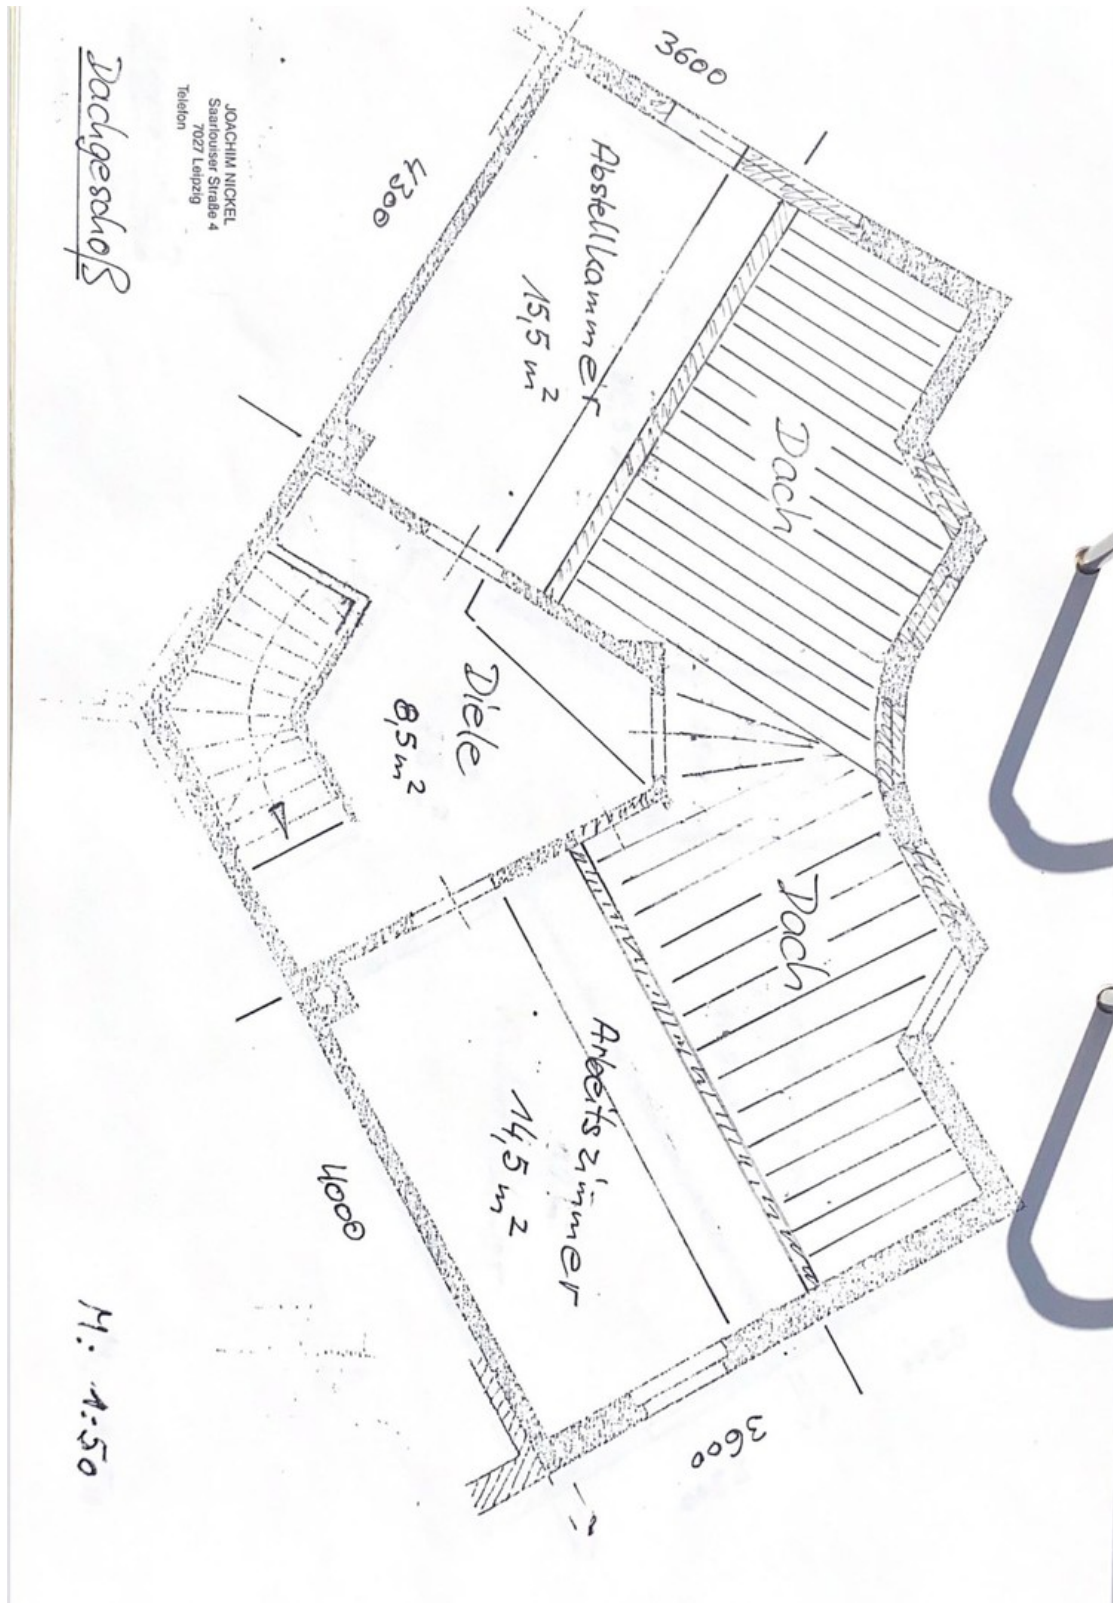 Dachgeschoß
JOACHIM NICKEL
Saarlouiser Straße 4
7027 Leipzig
Telefon
3600
4300
Abstellkammer
15,5 m²
Dach
Diele
8,5 m²
Dach
Arbeitszimmer
14,5 m²
4000
3600
M: 1:50